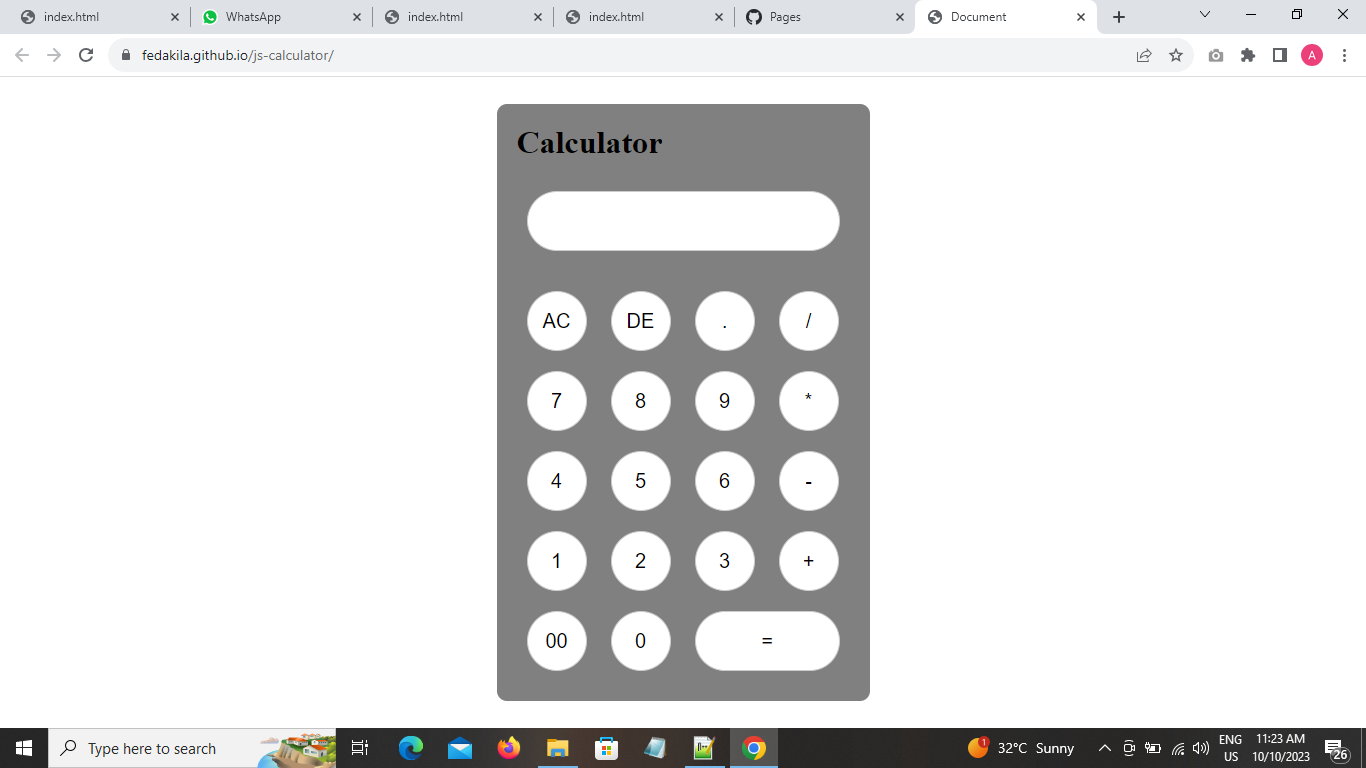 index.html WhatsApp index.html index.html Pages Document
fedakila.github.io/js-calculator/ A
Calculator
AC DE . /
7 8 9 *
4 5 6 -
1 2 3 +
00 0 =
Type here to search 1 32°C Sunny ENG 11:23 AM
US 10/10/2023 26